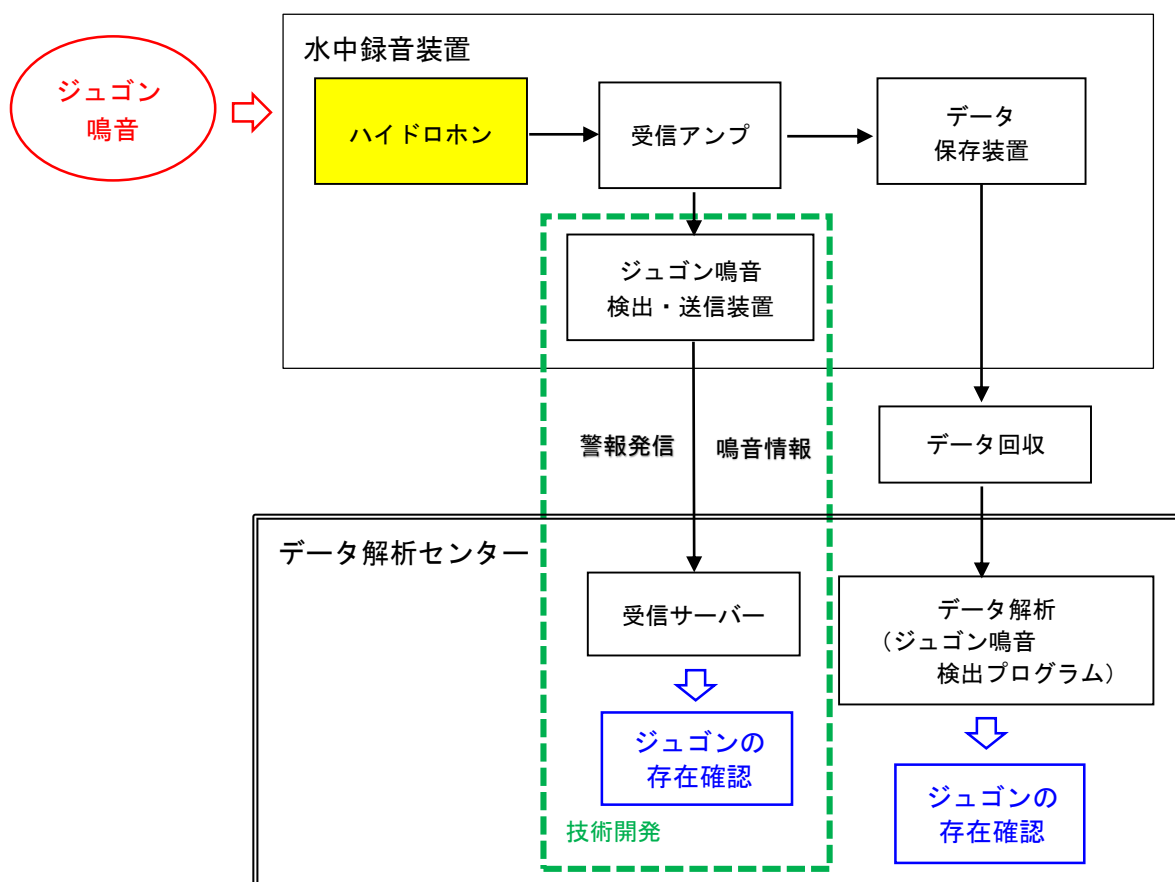 水中録音装置
ジュゴン
鳴音
ハイドロホン
受信アンプ
データ
保存装置
ジュゴン鳴音
検出・送信装置
警報発信
鳴音情報
データ回収
データ解析センター
受信サーバー
データ解析
（ジュゴン鳴音
検出プログラム）
ジュゴンの
存在確認
ジュゴンの
存在確認
技術開発